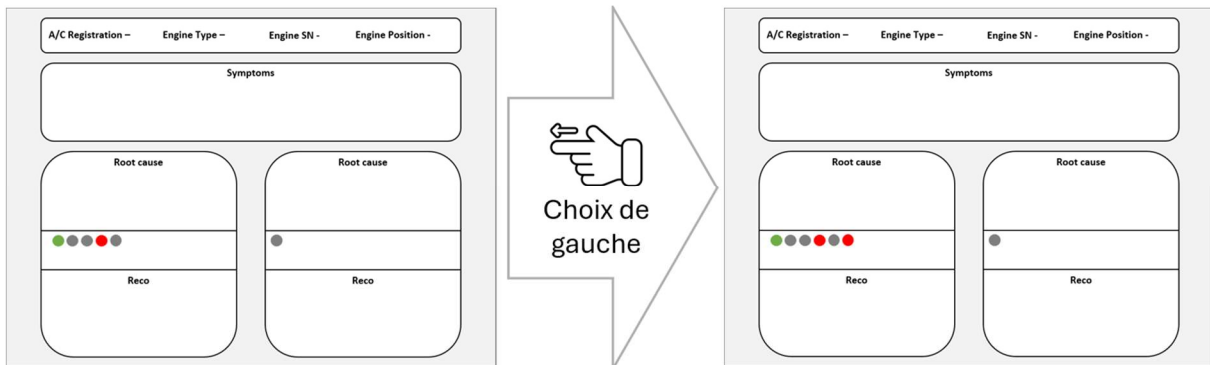 A/C Registration – Engine Type – Engine SN - Engine Position -
Symptoms
Root cause Root cause
Reco Reco
Choix de
gauche
A/C Registration – Engine Type – Engine SN - Engine Position -
Symptoms
Root cause Root cause
Reco Reco